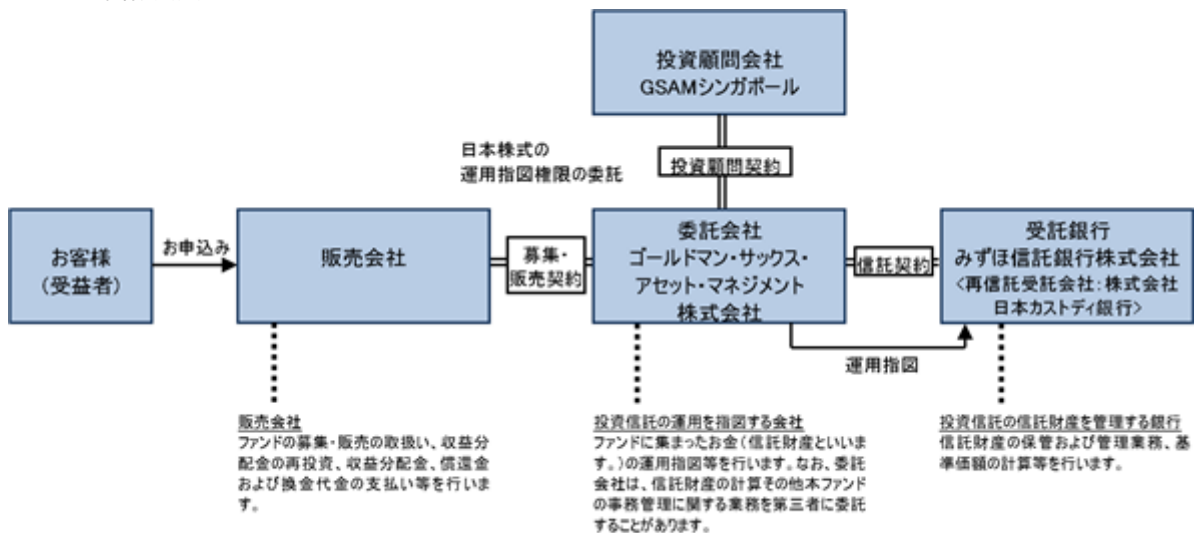 投資顧問会社
GSAMシンガポール
日本株式の
運用指図権限の委託
投資顧問契約
お客様
(受益者)
お申込み
販売会社
募集・
販売契約
委託会社
ゴールドマン・サックス・
アセット・マネジメント
株式会社
信託契約
受託銀行
みずほ信託銀行株式会社
<再信託受託会社:株式会社
日本カストディ銀行>
運用指図
販売会社
ファンドの募集・販売の取扱い、収益分
配金の再投資、収益分配金、償還金
および換金代金の支払い等を行いま
す。
投資信託の運用を指図する会社
ファンドに集まったお金(信託財産といいま
す。)の運用指図等を行います。なお、委託
会社は、信託財産の計算その他本ファンド
の事務管理に関する業務を第三者に委託
することがあります。
投資信託の信託財産を管理する銀行
信託財産の保管および管理業務、基
準価額の計算等を行います。